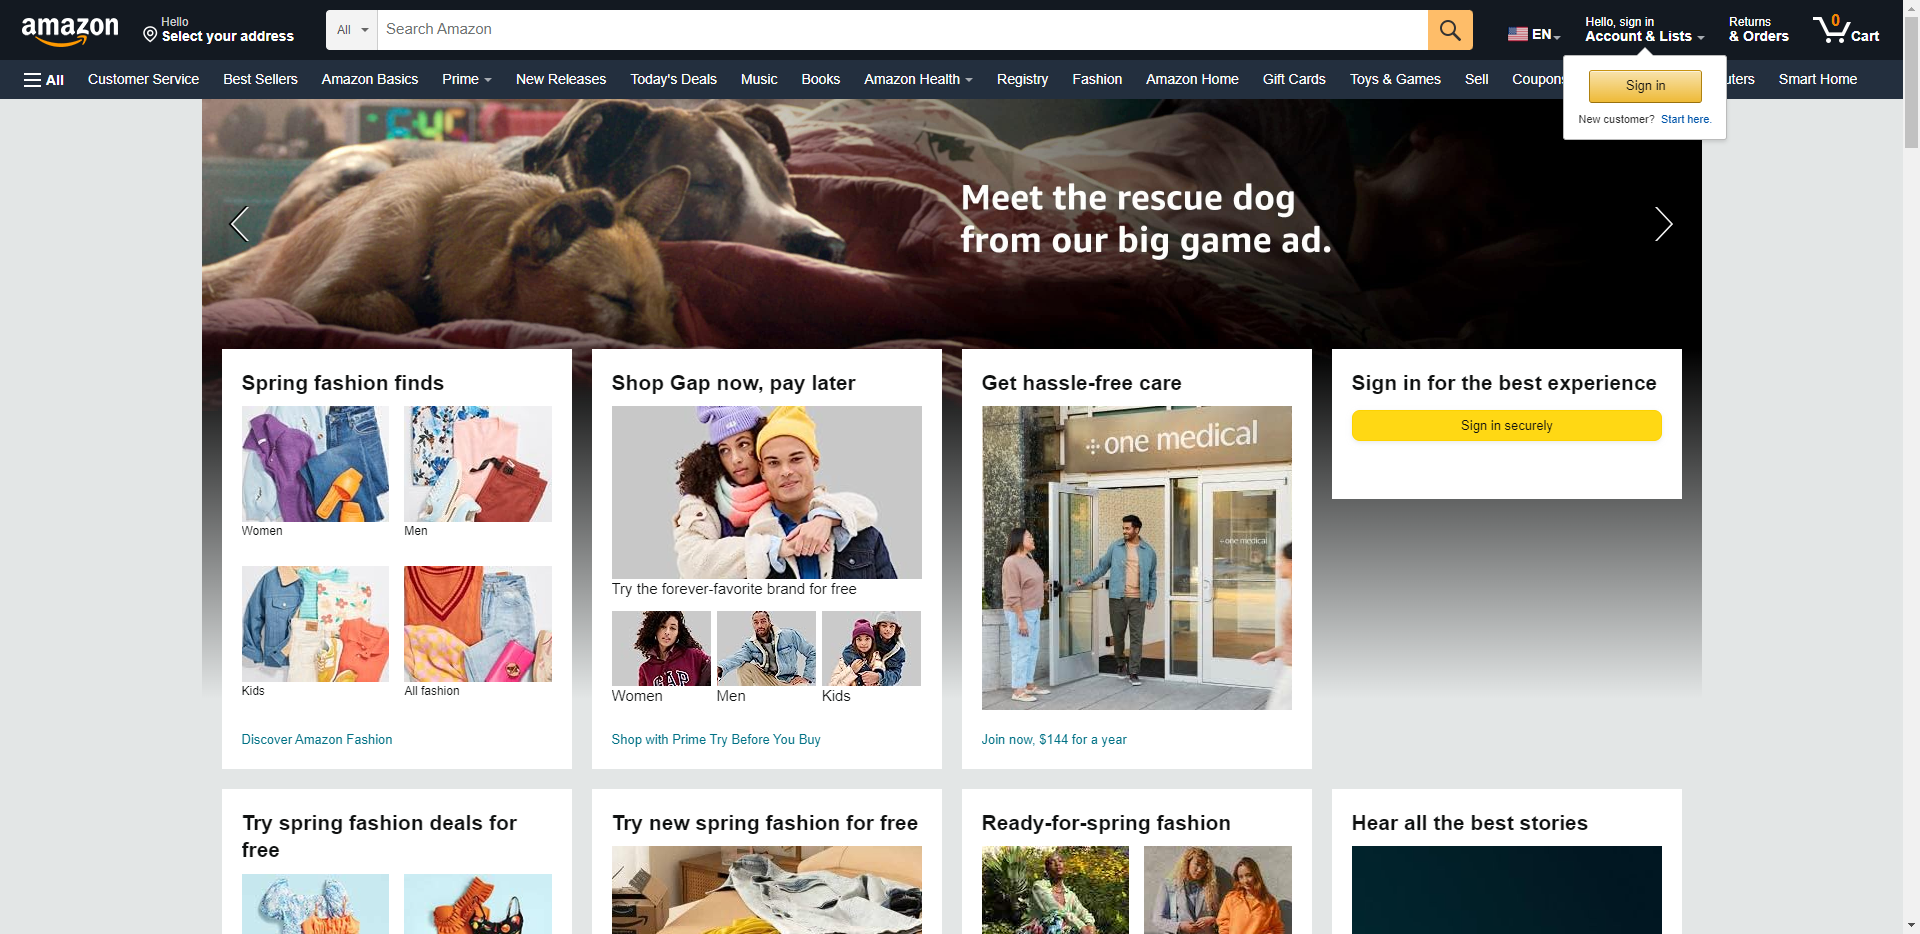 amazon
Hello
Select your address
All
Search Amazon
EN
Hello, sign in
Account & Lists
Returns
& Orders
0
Cart
All
Customer Service
Best Sellers
Amazon Basics
Prime
New Releases
Today's Deals
Music
Books
Amazon Health
Registry
Fashion
Amazon Home
Gift Cards
Toys & Games
Sell
Coupons
uters
Smart Home
Sign in
New customer? Start here.
Meet the rescue dog
from our big game ad.
Spring fashion finds
Women
Men
Kids
All fashion
Discover Amazon Fashion
Shop Gap now, pay later
Try the forever-favorite brand for free
GAP
Women
Men
Kids
Shop with Prime Try Before You Buy
Get hassle-free care
one medical
one medical
Join now, $144 for a year
Sign in for the best experience
Sign in securely
Try spring fashion deals for
free
Try new spring fashion for free
Ready-for-spring fashion
Hear all the best stories